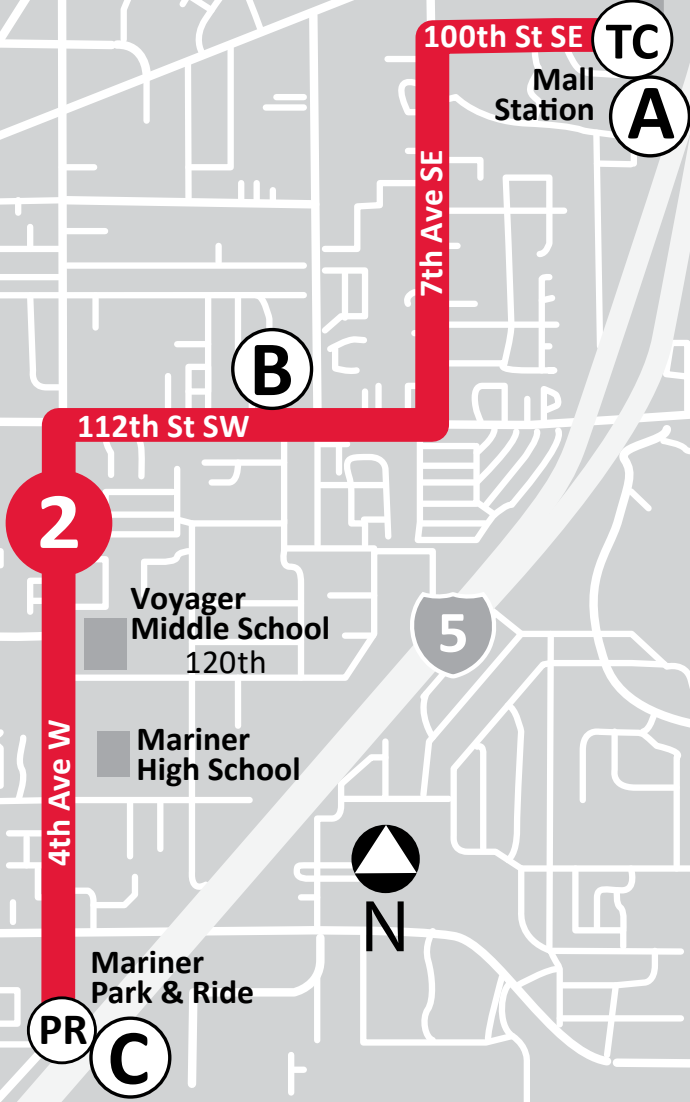 100th St SE
TC
Mall
Station
A
7th Ave SE
B
112th St SW
2
Voyager
Middle School
120th
5
Mariner
High School
4th Ave W
N
Mariner
Park & Ride
PR
C